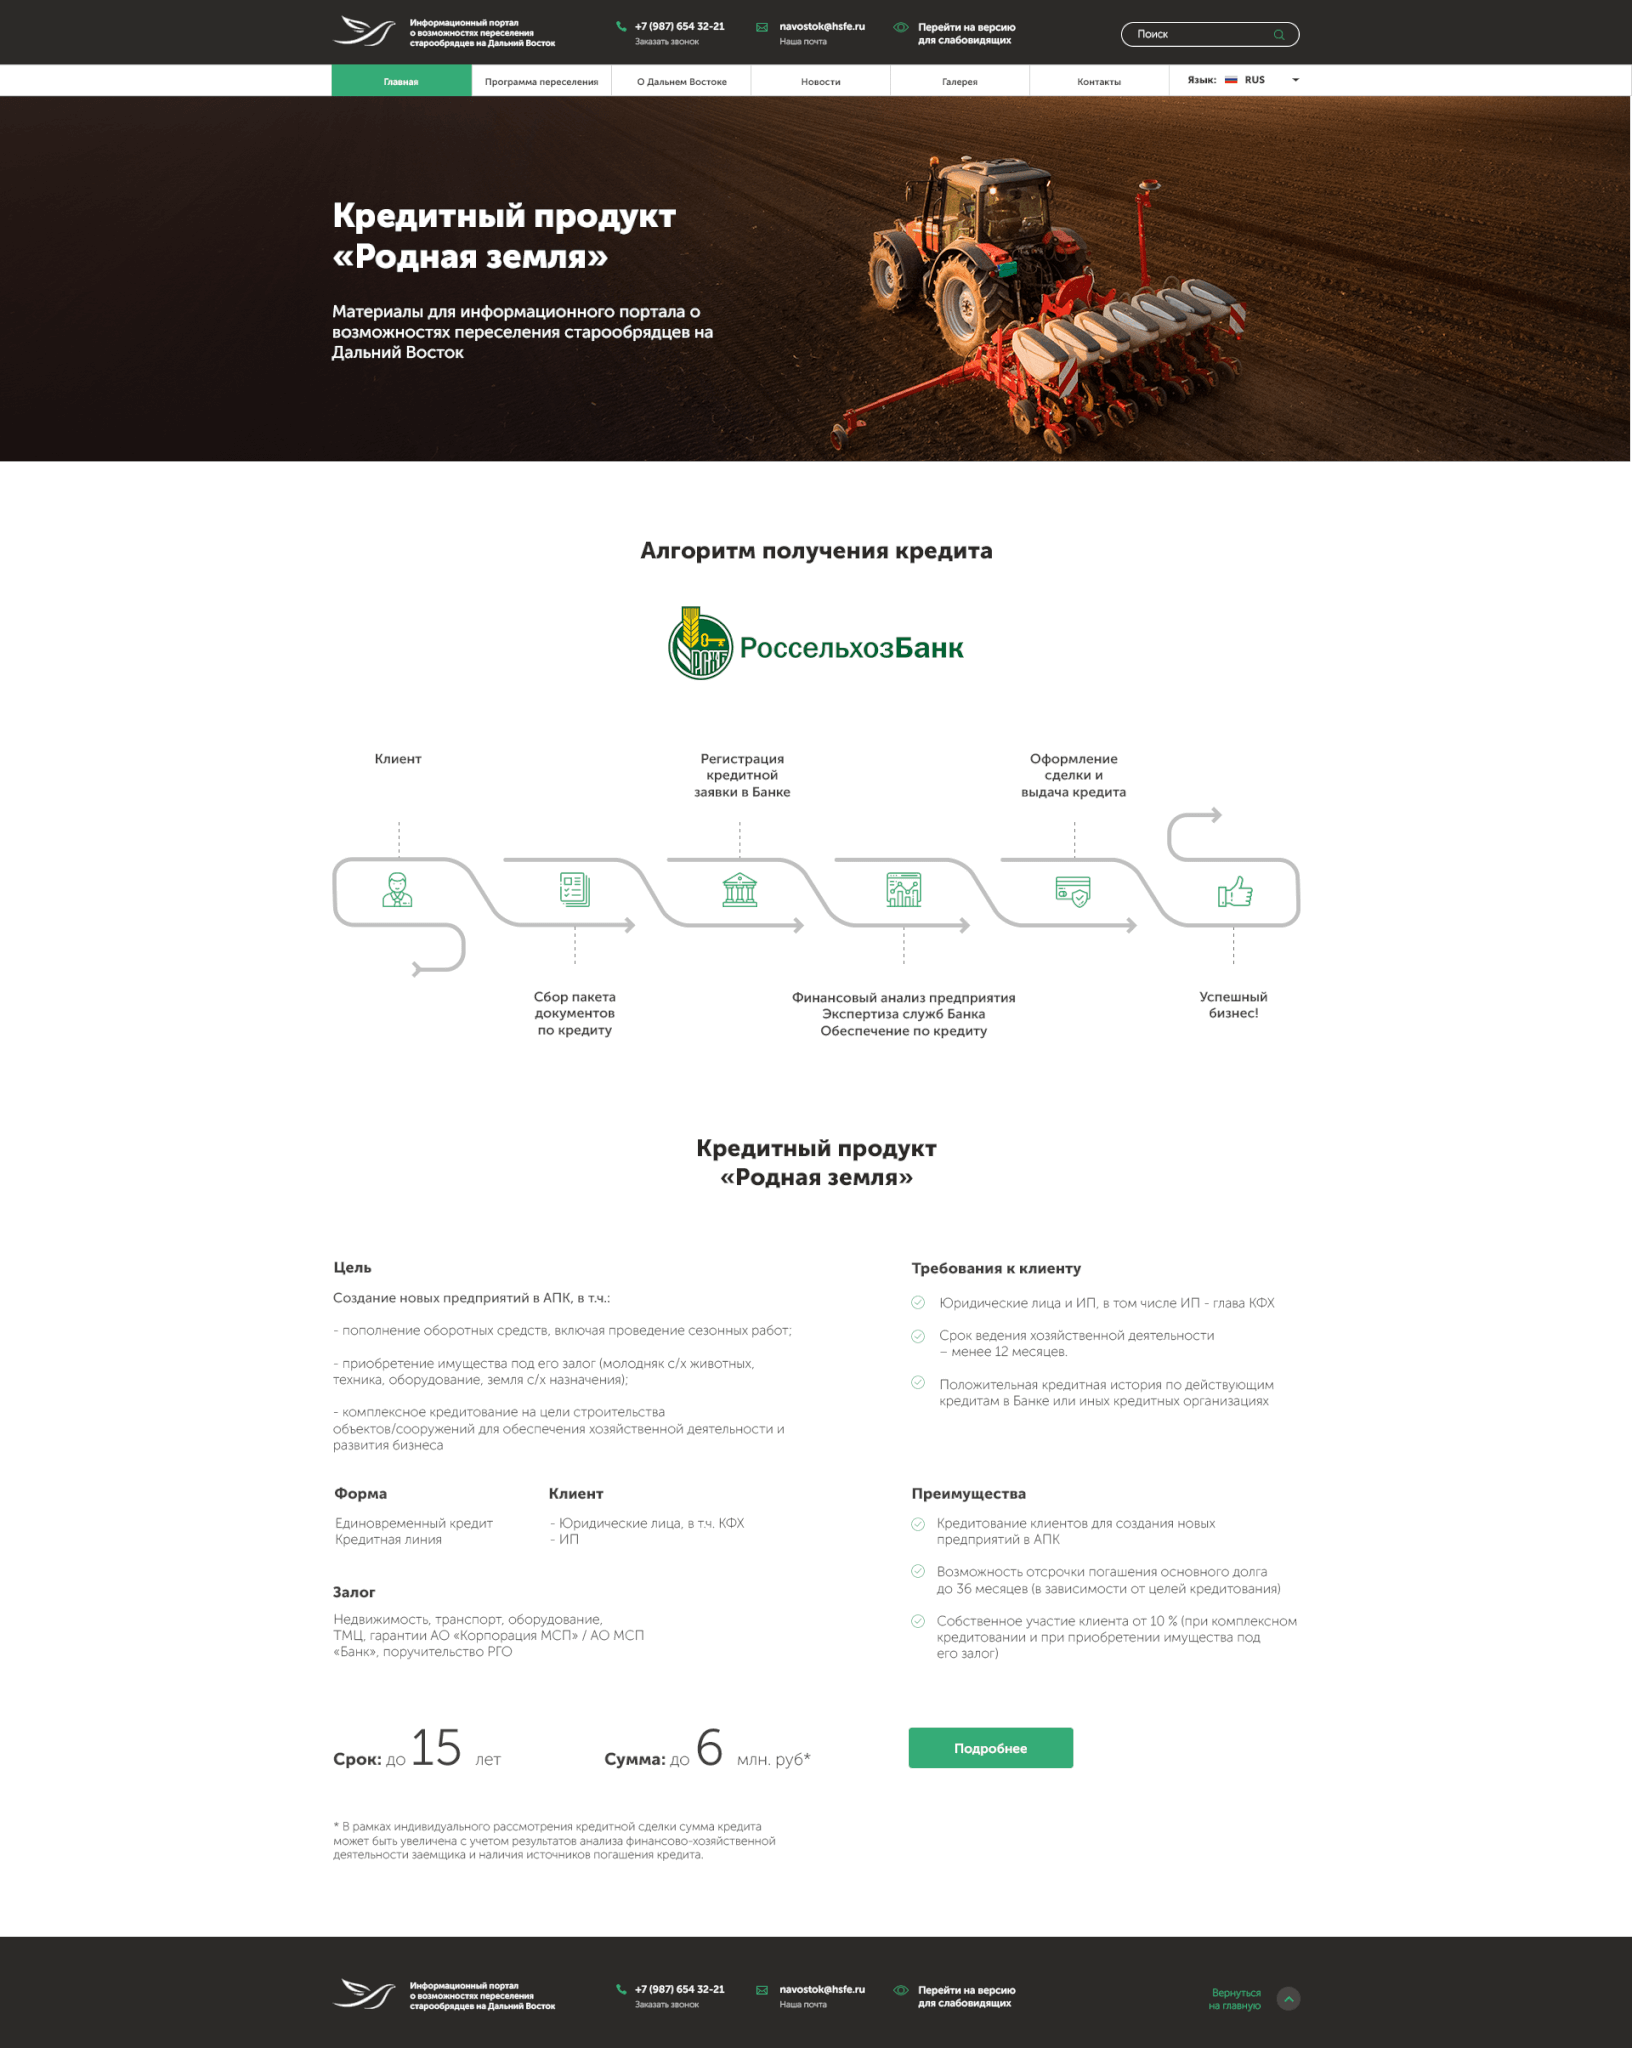 Информационный портал
о возможностях переселения
старообрядцев на Дальний Восток
+7 (987) 654 32-21
Заказать звонок
navostok@hsfe.ru
Наша почта
Перейти на версию
для слабовидящих
Поиск
Главная
Программа переселения
О Дальнем Востоке
Новости
Галерея
Контакты
Язык: RUS
Кредитный продукт
«Родная земля»
Материалы для информационного портала о
возможностях переселения старообрядцев на
Дальний Восток
Алгоритм получения кредита
РСХБ
РоссельхозБанк
Клиент
Регистрация
кредитной
заявки в Банке
Оформление
сделки и
выдача кредита
Сбор пакета
документов
по кредиту
Финансовый анализ предприятия
Экспертиза служб Банка
Обеспечение по кредиту
Успешный
бизнес!
Кредитный продукт
«Родная земля»
Цель
Создание новых предприятий в АПК, в т.ч.:
- пополнение оборотных средств, включая проведение сезонных работ;
- приобретение имущества под его залог (молодняк с/х животных,
техника, оборудование, земля с/х назначения);
- комплексное кредитование на цели строительства
объектов/сооружений для обеспечения хозяйственной деятельности и
развития бизнеса
Требования к клиенту
Юридические лица и ИП, в том числе ИП - глава КФХ
Срок ведения хозяйственной деятельности
– менее 12 месяцев.
Положительная кредитная история по действующим
кредитам в Банке или иных кредитных организациях
Форма
Единовременный кредит
Кредитная линия
Клиент
- Юридические лица, в т.ч. КФХ
- ИП
Преимущества
Кредитование клиентов для создания новых
предприятий в АПК
Возможность отсрочки погашения основного долга
до 36 месяцев (в зависимости от целей кредитования)
Собственное участие клиента от 10 % (при комплексном
кредитовании и при приобретении имущества под
его залог)
Залог
Недвижимость, транспорт, оборудование,
ТМЦ, гарантии АО «Корпорация МСП» / АО МСП
«Банк», поручительство РГО
Срок: до 15 лет
Сумма: до 6 млн. руб*
Подробнее
* В рамках индивидуального рассмотрения кредитной сделки сумма кредита
может быть увеличена с учетом результатов анализа финансово-хозяйственной
деятельности заемщика и наличия источников погашения кредита.
Информационный портал
о возможностях переселения
старообрядцев на Дальний Восток
+7 (987) 654 32-21
Заказать звонок
navostok@hsfe.ru
Наша почта
Перейти на версию
для слабовидящих
Вернуться
на главную